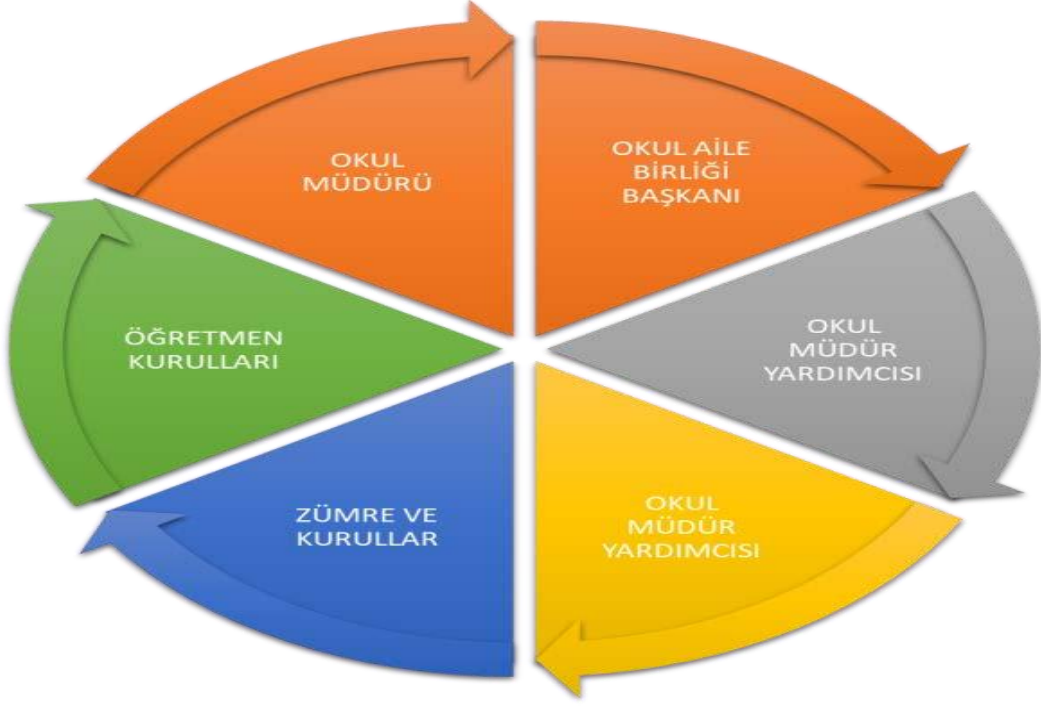 OKUL
MÜDÜRÜ
OKUL AİLE
BİRLİĞİ
BAŞKANI
OKUL
MÜDÜR
YARDIMCISI
OKUL
MÜDÜR
YARDIMCISI
ZÜMRE VE
KURULLAR
ÖĞRETMEN
KURULLARI